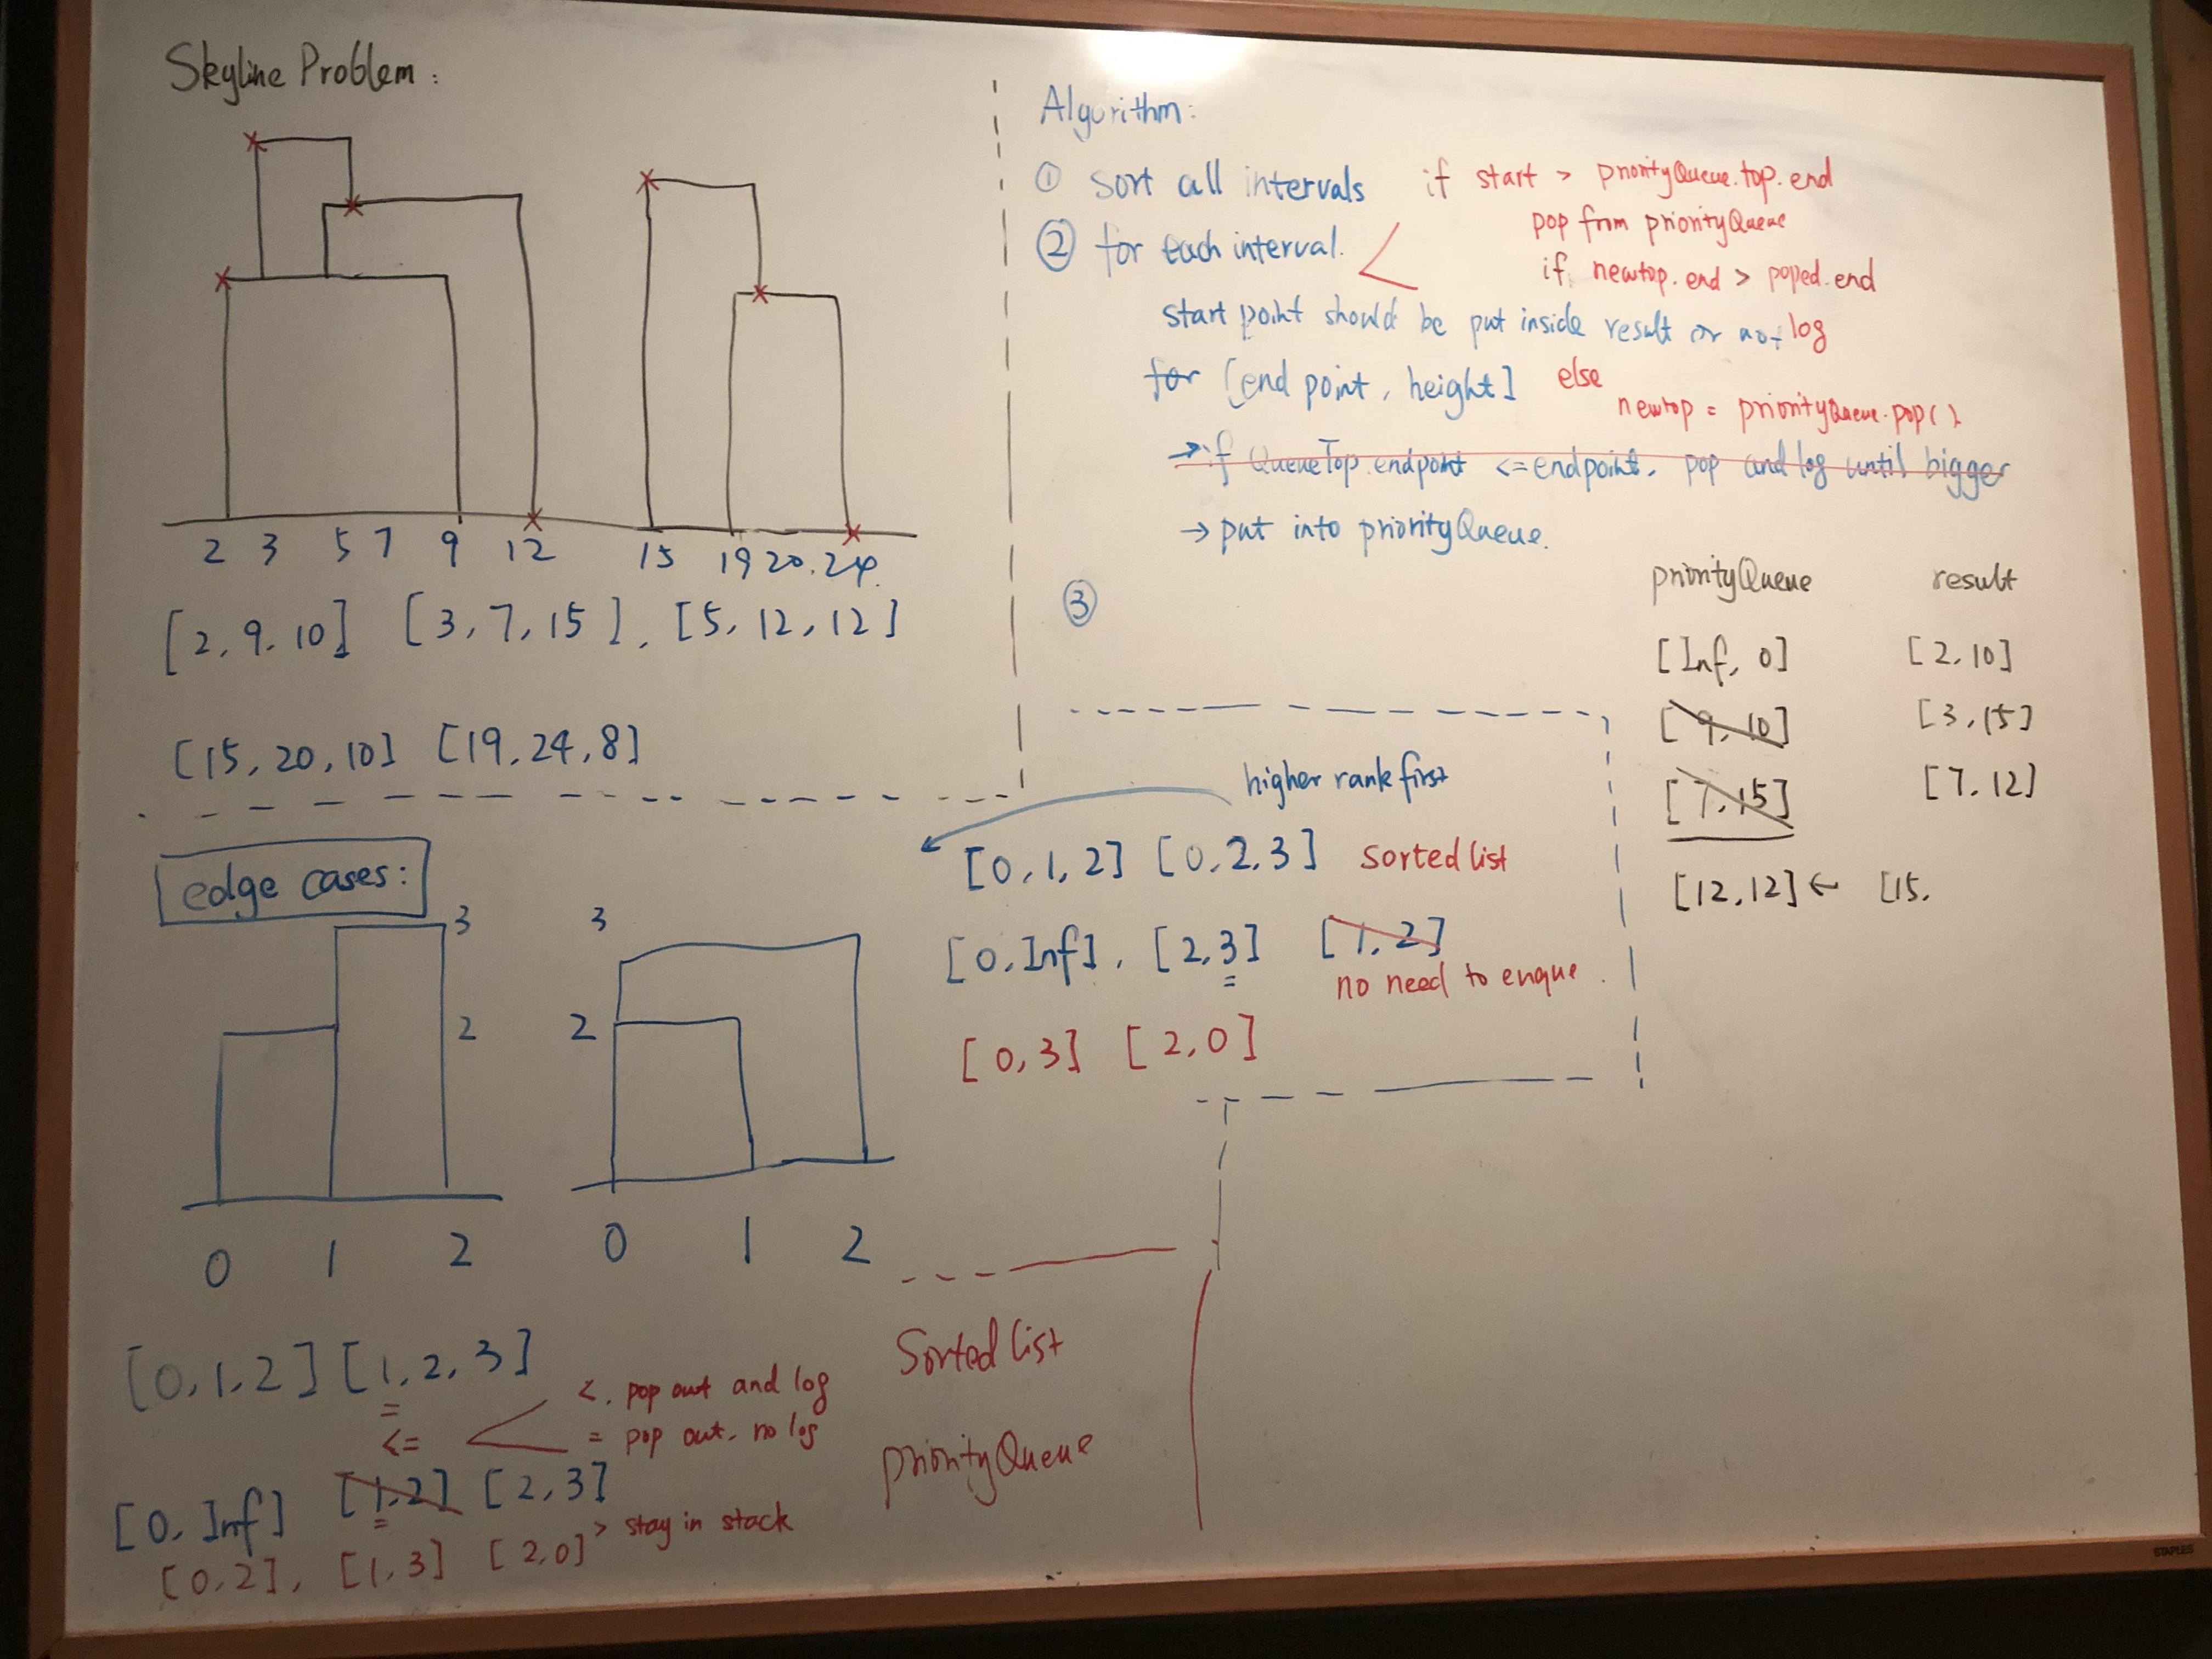 Skyline Problem :
2 3 5 7 9 12 15 19 20. 24.
[2, 9, 10] [3, 7, 15], [5, 12, 12]
[15, 20, 10] [19, 24, 8]
Algorithm:
① sort all intervals
② for each interval.
start point should be put inside result or not
for [end point, height]
→ if QueueTop.endpoint <= endpoint, pop and log until bigger
→ put into priorityQueue.
③
if start > priorityQueue.top.end
pop from priorityQueue
if newtop.end > popped.end
log
else
newtop = priorityQueue.pop()
priorityQueue result
[Inf, 0] [2, 10]
[9, 10] [3, 15]
[7, 15] [7, 12]
[12, 12] ← [15,
higher rank first
[0, 1, 2] [0, 2, 3] sorted list
[0, Inf], [2, 3] [1, 2]
no need to enque.
[0, 3] [2, 0]
edge cases:
3
2
0 1 2
3
2
0 1 2
[0, 1, 2] [1, 2, 3]
<=
<, pop out and log
= pop out, no log
[0, Inf] [1, 2] [2, 3]
> stay in stack
[0, 2], [1, 3] [2, 0]
Sorted list
priorityQueue
STAPLES